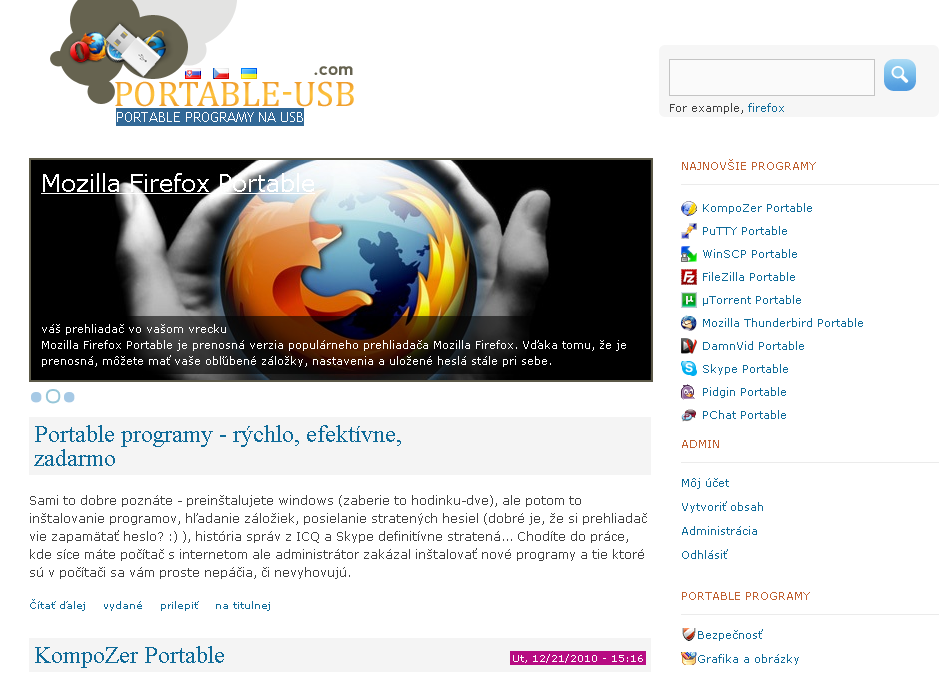 .com
PORTABLE-USB
PORTABLE PROGRAMY NA USB
For example, firefox
Mozilla Firefox Portable
váš prehliadač vo vašom vrecku
Mozilla Firefox Portable je prenosná verzia populárneho prehliadača Mozilla Firefox. Vďaka tomu, že je
prenosná, môžete mať vaše obľúbené záložky, nastavenia a uložené heslá stále pri sebe.
Portable programy - rýchlo, efektívne,
zadarmo
Sami to dobre poznáte - preinštalujete windows (zaberie to hodinku-dve), ale potom to
inštalovanie programov, hľadanie záložiek, posielanie stratených hesiel (dobré je, že si prehliadač
vie zapamätať heslo? :) ), história správ z ICQ a Skype definitívne stratená... Chodíte do práce,
kde síce máte počítač s internetom ale administrátor zakázal inštalovať nové programy a tie ktoré
sú v počítači sa vám proste nepáčia, či nevyhovujú.
Čítať ďalej vydané prilepiť na titulnej
KompoZer Portable
Ut, 12/21/2010 - 15:16
NAJNOVŠIE PROGRAMY
KompoZer Portable
PuTTY Portable
WinSCP Portable
FileZilla Portable
µTorrent Portable
Mozilla Thunderbird Portable
DamnVid Portable
Skype Portable
Pidgin Portable
PChat Portable
ADMIN
Môj účet
Vytvoriť obsah
Administrácia
Odhlásiť
PORTABLE PROGRAMY
Bezpečnosť
Grafika a obrázky